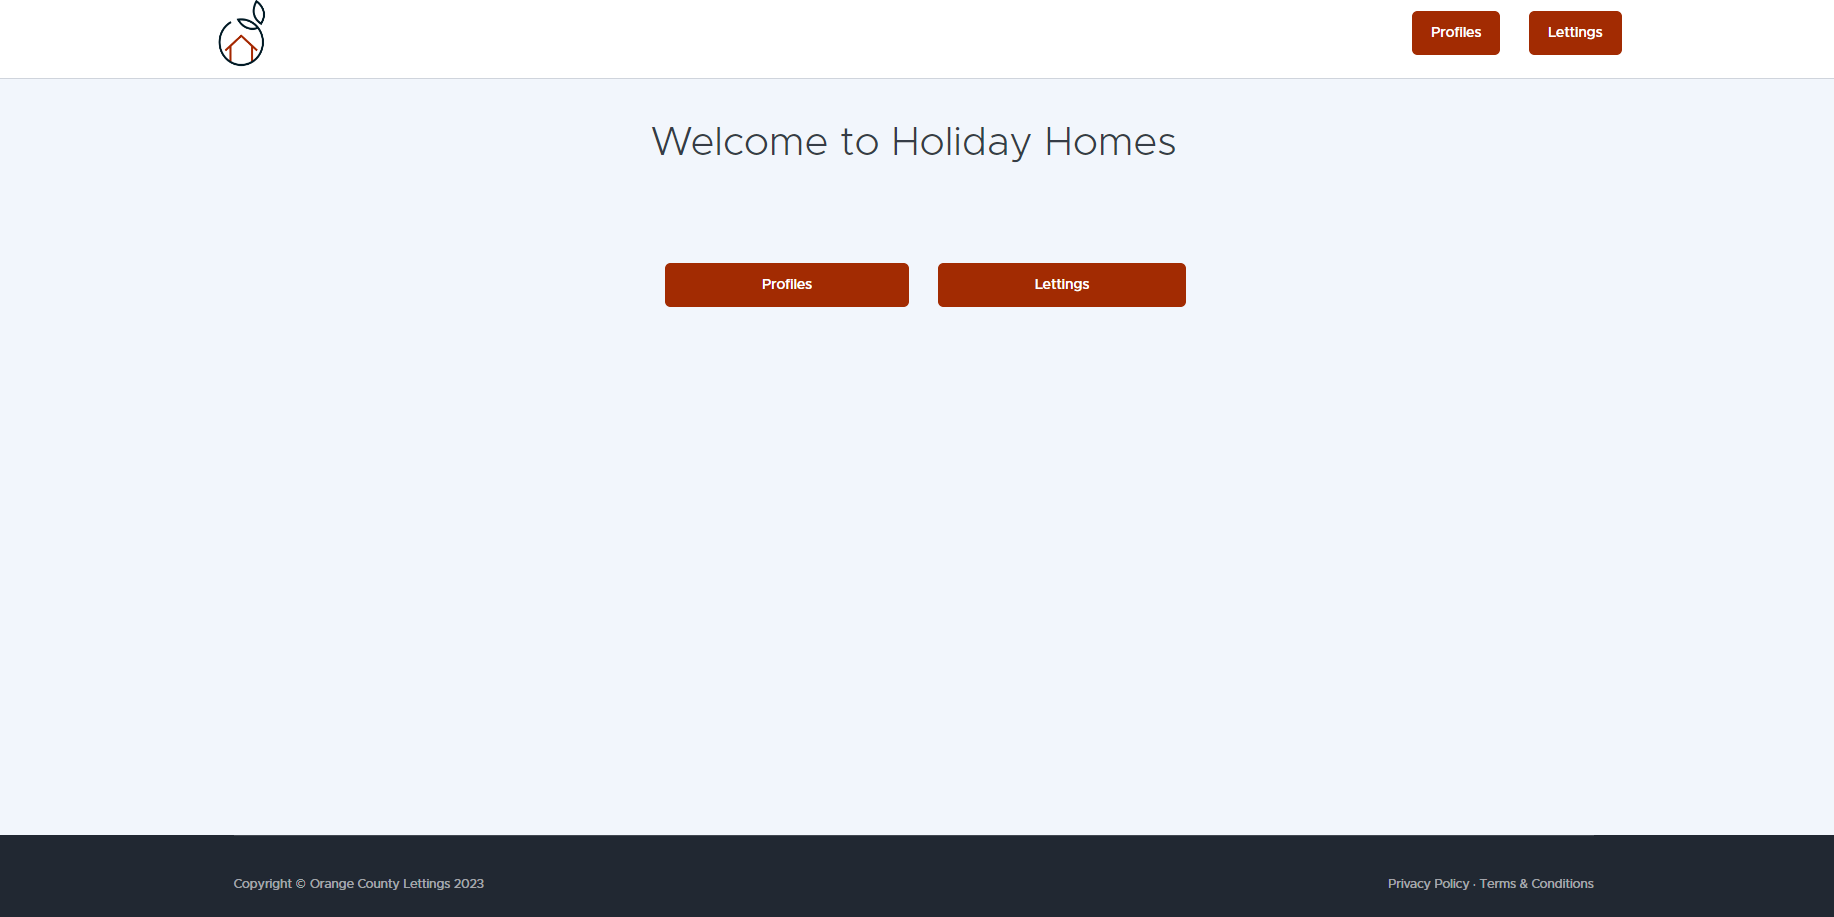 Profiles Lettings
Welcome to Holiday Homes
Profiles Lettings
Copyright © Orange County Lettings 2023 Privacy Policy · Terms & Conditions